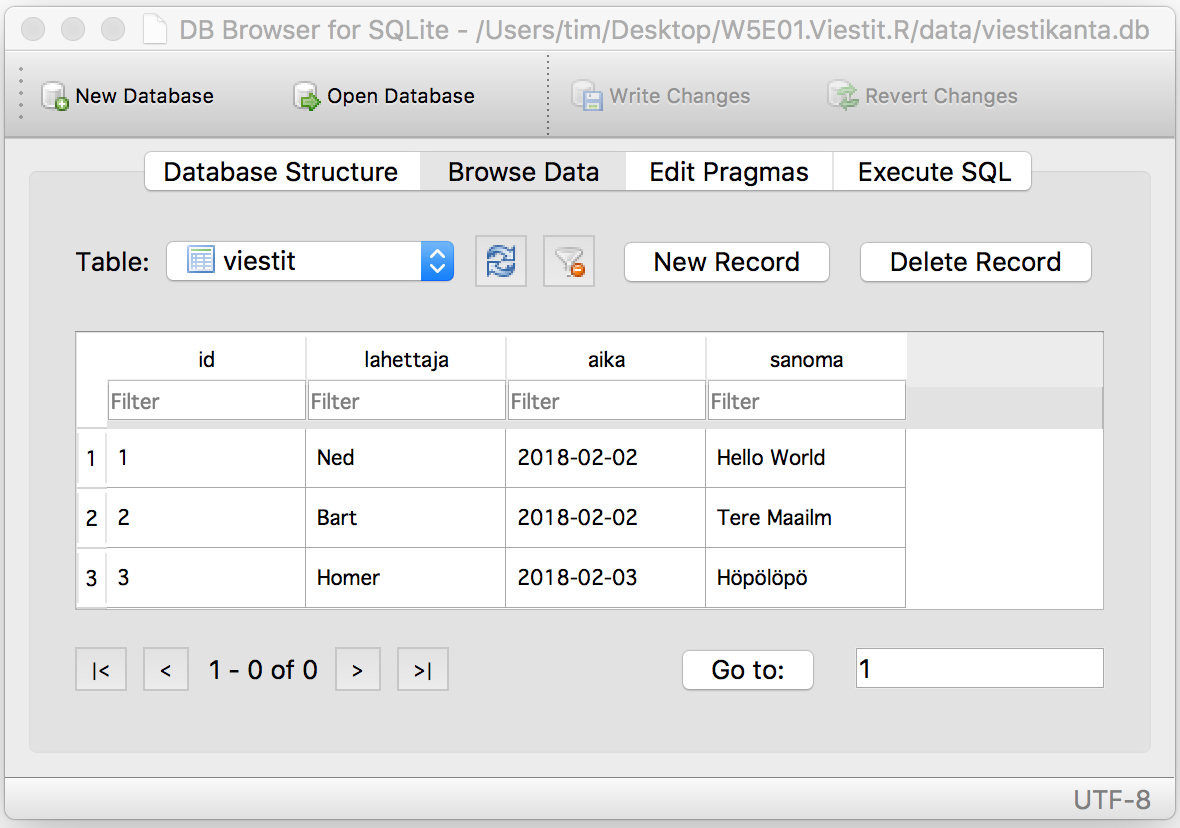 DB Browser for SQLite - /Users/tim/Desktop/W5E01.Viestit.R/data/viestikanta.db
New Database Open Database Write Changes Revert Changes
Database Structure Browse Data Edit Pragmas Execute SQL
Table: viestit New Record Delete Record
id lahettaja aika sanoma
Filter Filter Filter Filter
1 1 Ned 2018-02-02 Hello World
2 2 Bart 2018-02-02 Tere Maailm
3 3 Homer 2018-02-03 Höpölöpö
|< < 1 - 0 of 0 > >| Go to: 1
UTF-8